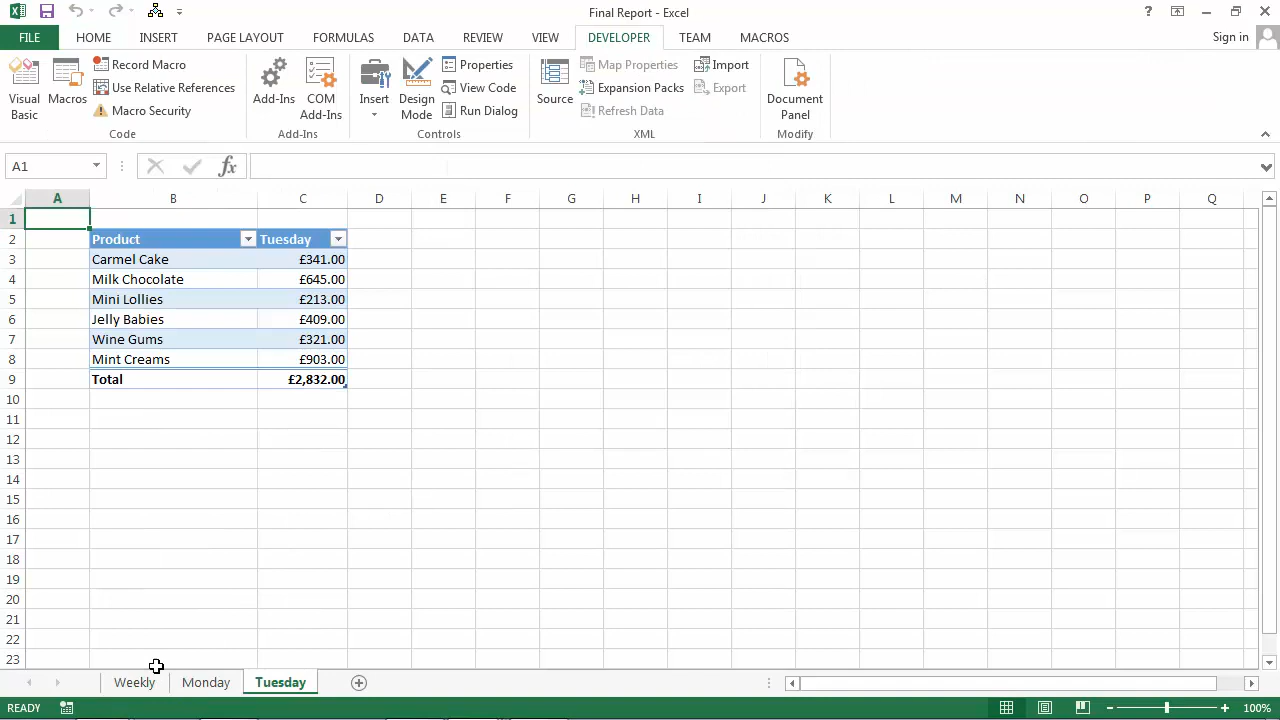 Final Report - Excel
FILE HOME INSERT PAGE LAYOUT FORMULAS DATA REVIEW VIEW DEVELOPER TEAM MACROS Sign in
Visual Basic
Macros
Record Macro
Use Relative References
Macro Security
Code
Add-Ins
COM Add-Ins
Add-Ins
Insert
Design Mode
Properties
View Code
Run Dialog
Controls
Source
Map Properties
Expansion Packs
Refresh Data
Import
Export
XML
Document Panel
Modify
A1 fx
A B C D E F G H I J K L M N O P Q
1
2 Product Tuesday
3 Carmel Cake £341.00
4 Milk Chocolate £645.00
5 Mini Lollies £213.00
6 Jelly Babies £409.00
7 Wine Gums £321.00
8 Mint Creams £903.00
9 Total £2,832.00
10
11
12
13
14
15
16
17
18
19
20
21
22
23
Weekly Monday Tuesday
READY 100%